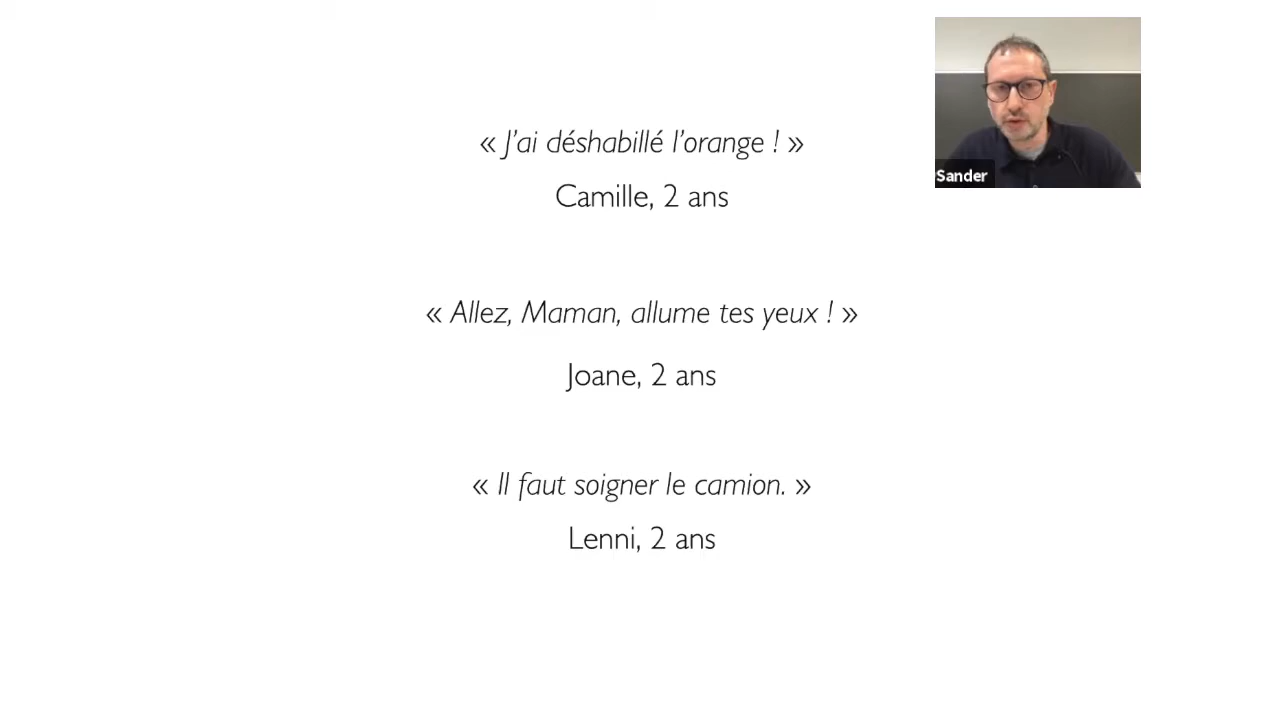 « J’ai déshabillé l’orange ! »
Camille, 2 ans
« Allez, Maman, allume tes yeux ! »
Joane, 2 ans
« Il faut soigner le camion. »
Lenni, 2 ans
Sander